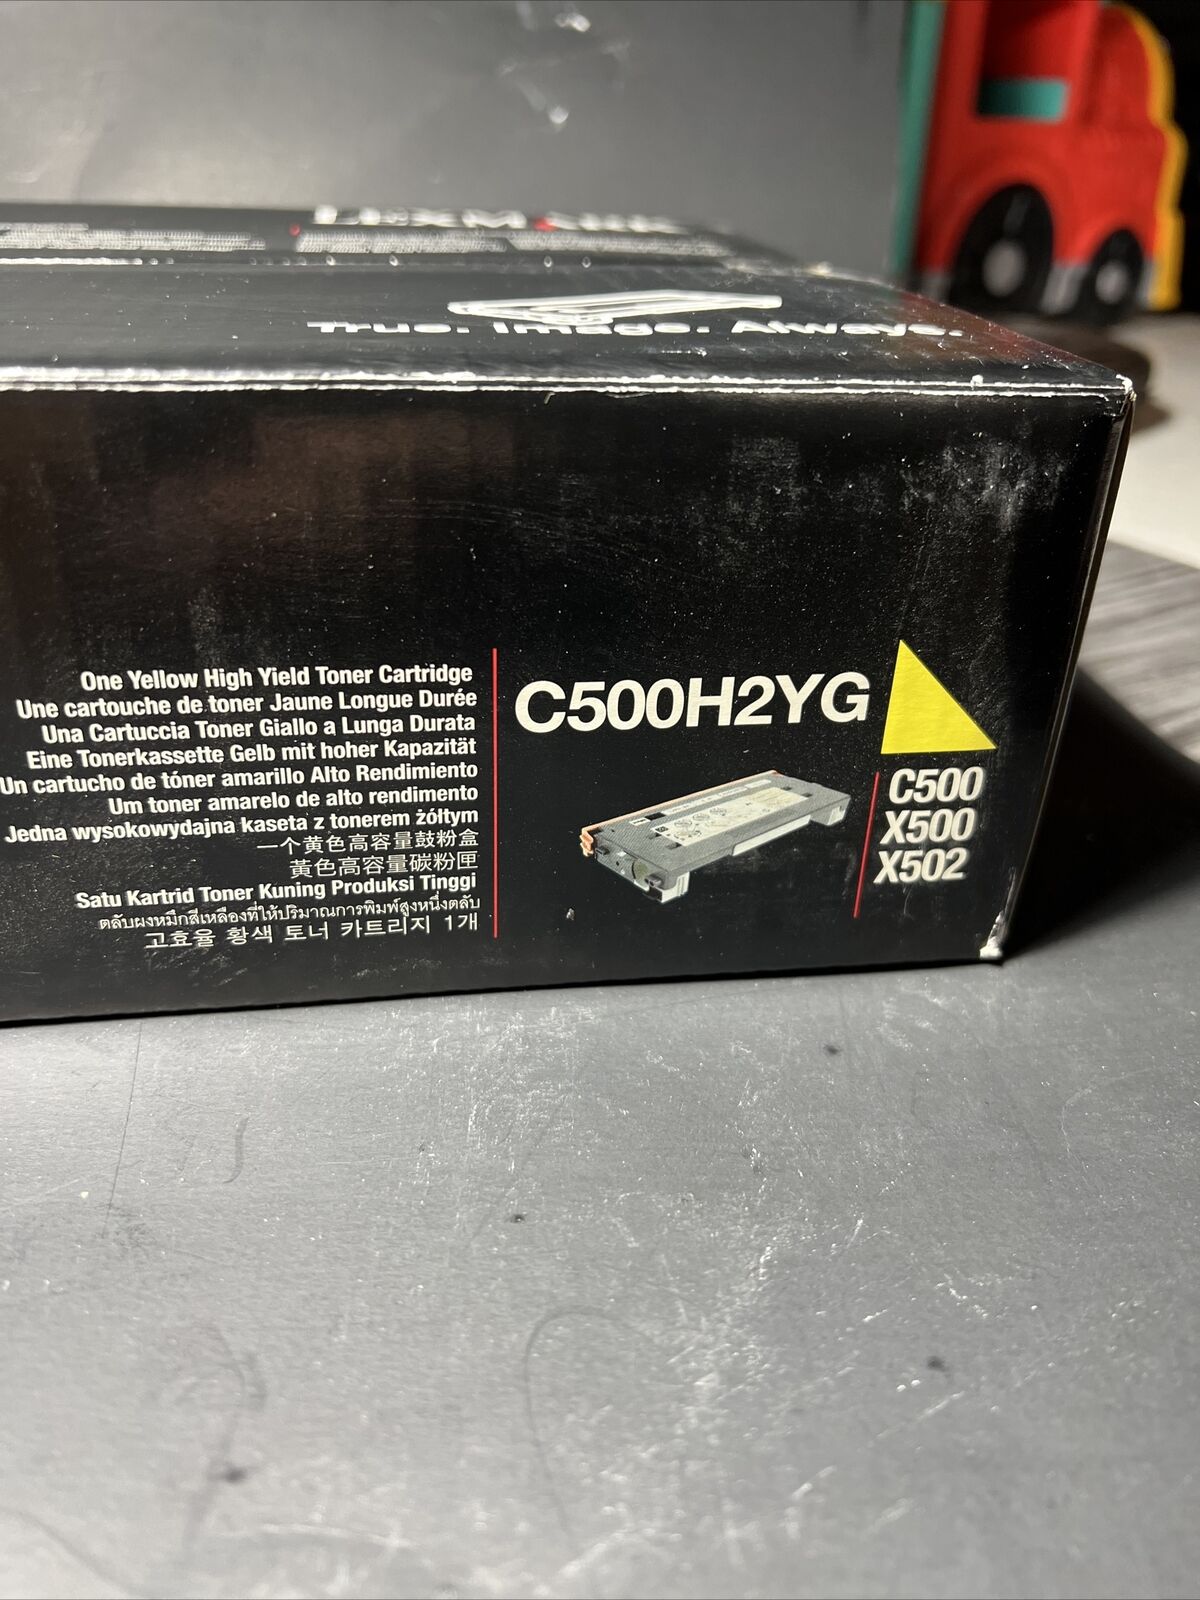 LEXMARK
True. Image. Always.
One Yellow High Yield Toner Cartridge
Une cartouche de toner Jaune Longue Durée
Una Cartuccia Toner Giallo a Lunga Durata
Eine Tonerkassette Gelb mit hoher Kapazität
Un cartucho de tóner amarillo Alto Rendimiento
Um toner amarelo de alto rendimento
Jedna wysokowydajna kaseta z tonerem żółtym
一个黄色高容量鼓粉盒
黃色高容量碳粉匣
Satu Kartrid Toner Kuning Produksi Tinggi
ตลับผงหมึกสีเหลืองที่ให้ปริมาณการพิมพ์สูงหนึ่งตลับ
고효율 황색 토너 카트리지 1개
C500H2YG
C500
X500
X502